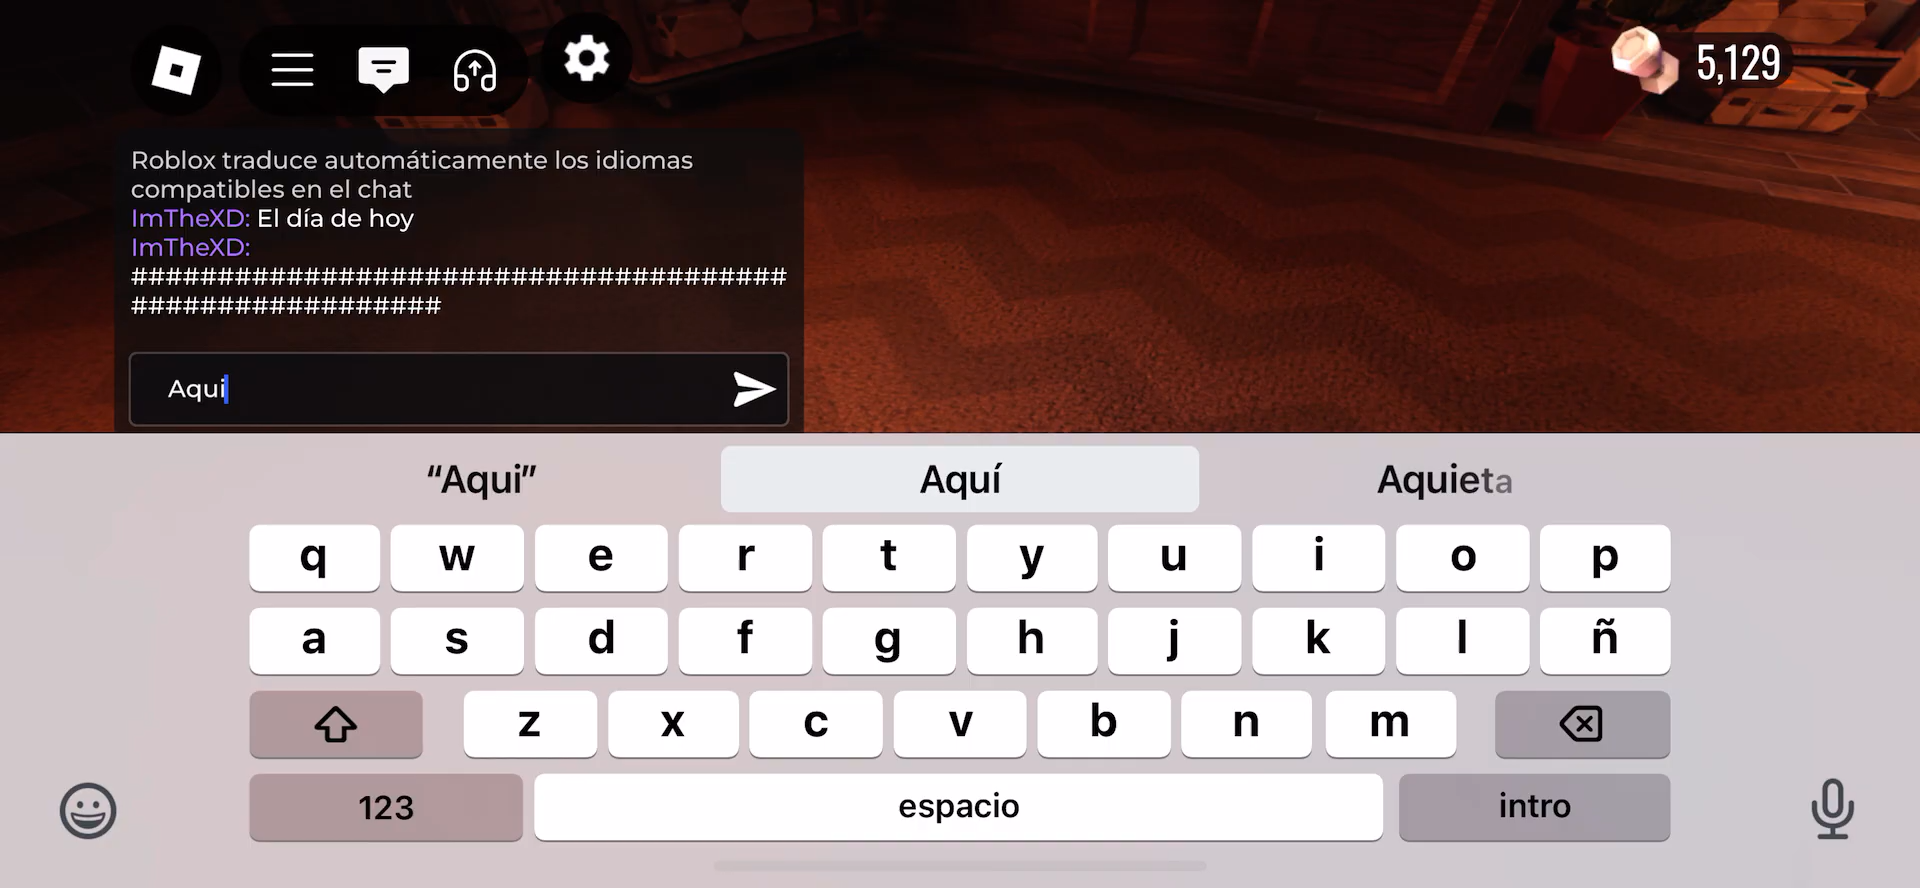 5,129
Roblox traduce automáticamente los idiomas
compatibles en el chat
ImTheXD: El día de hoy
ImTheXD:
######################################
##################
Aqui
“Aqui” Aquí Aquieta
q w e r t y u i o p
a s d f g h j k l ñ
z x c v b n m
123 espacio intro